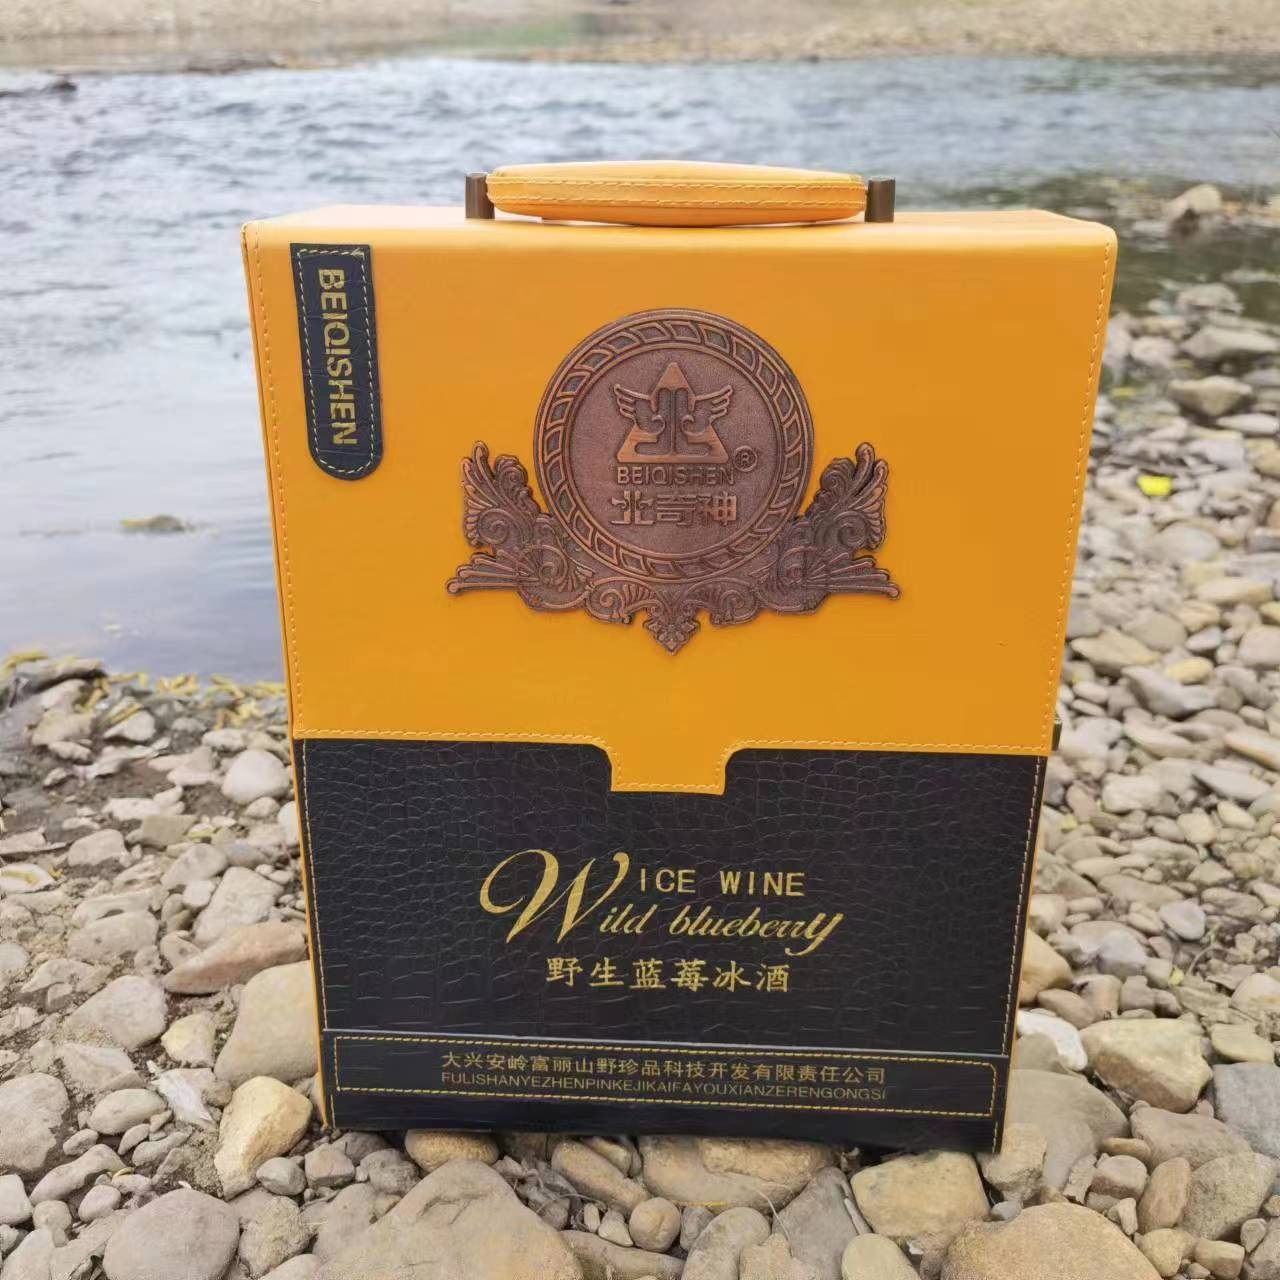 BEIQISHEN
BEIQISHEN®
北奇神
ICE WINE
Wild blueberry
野生蓝莓冰酒
大兴安岭富丽山野珍品科技开发有限责任公司
FULISHANYEZHENPINKEJIKAIFAYOUXIANZERENGONGSI